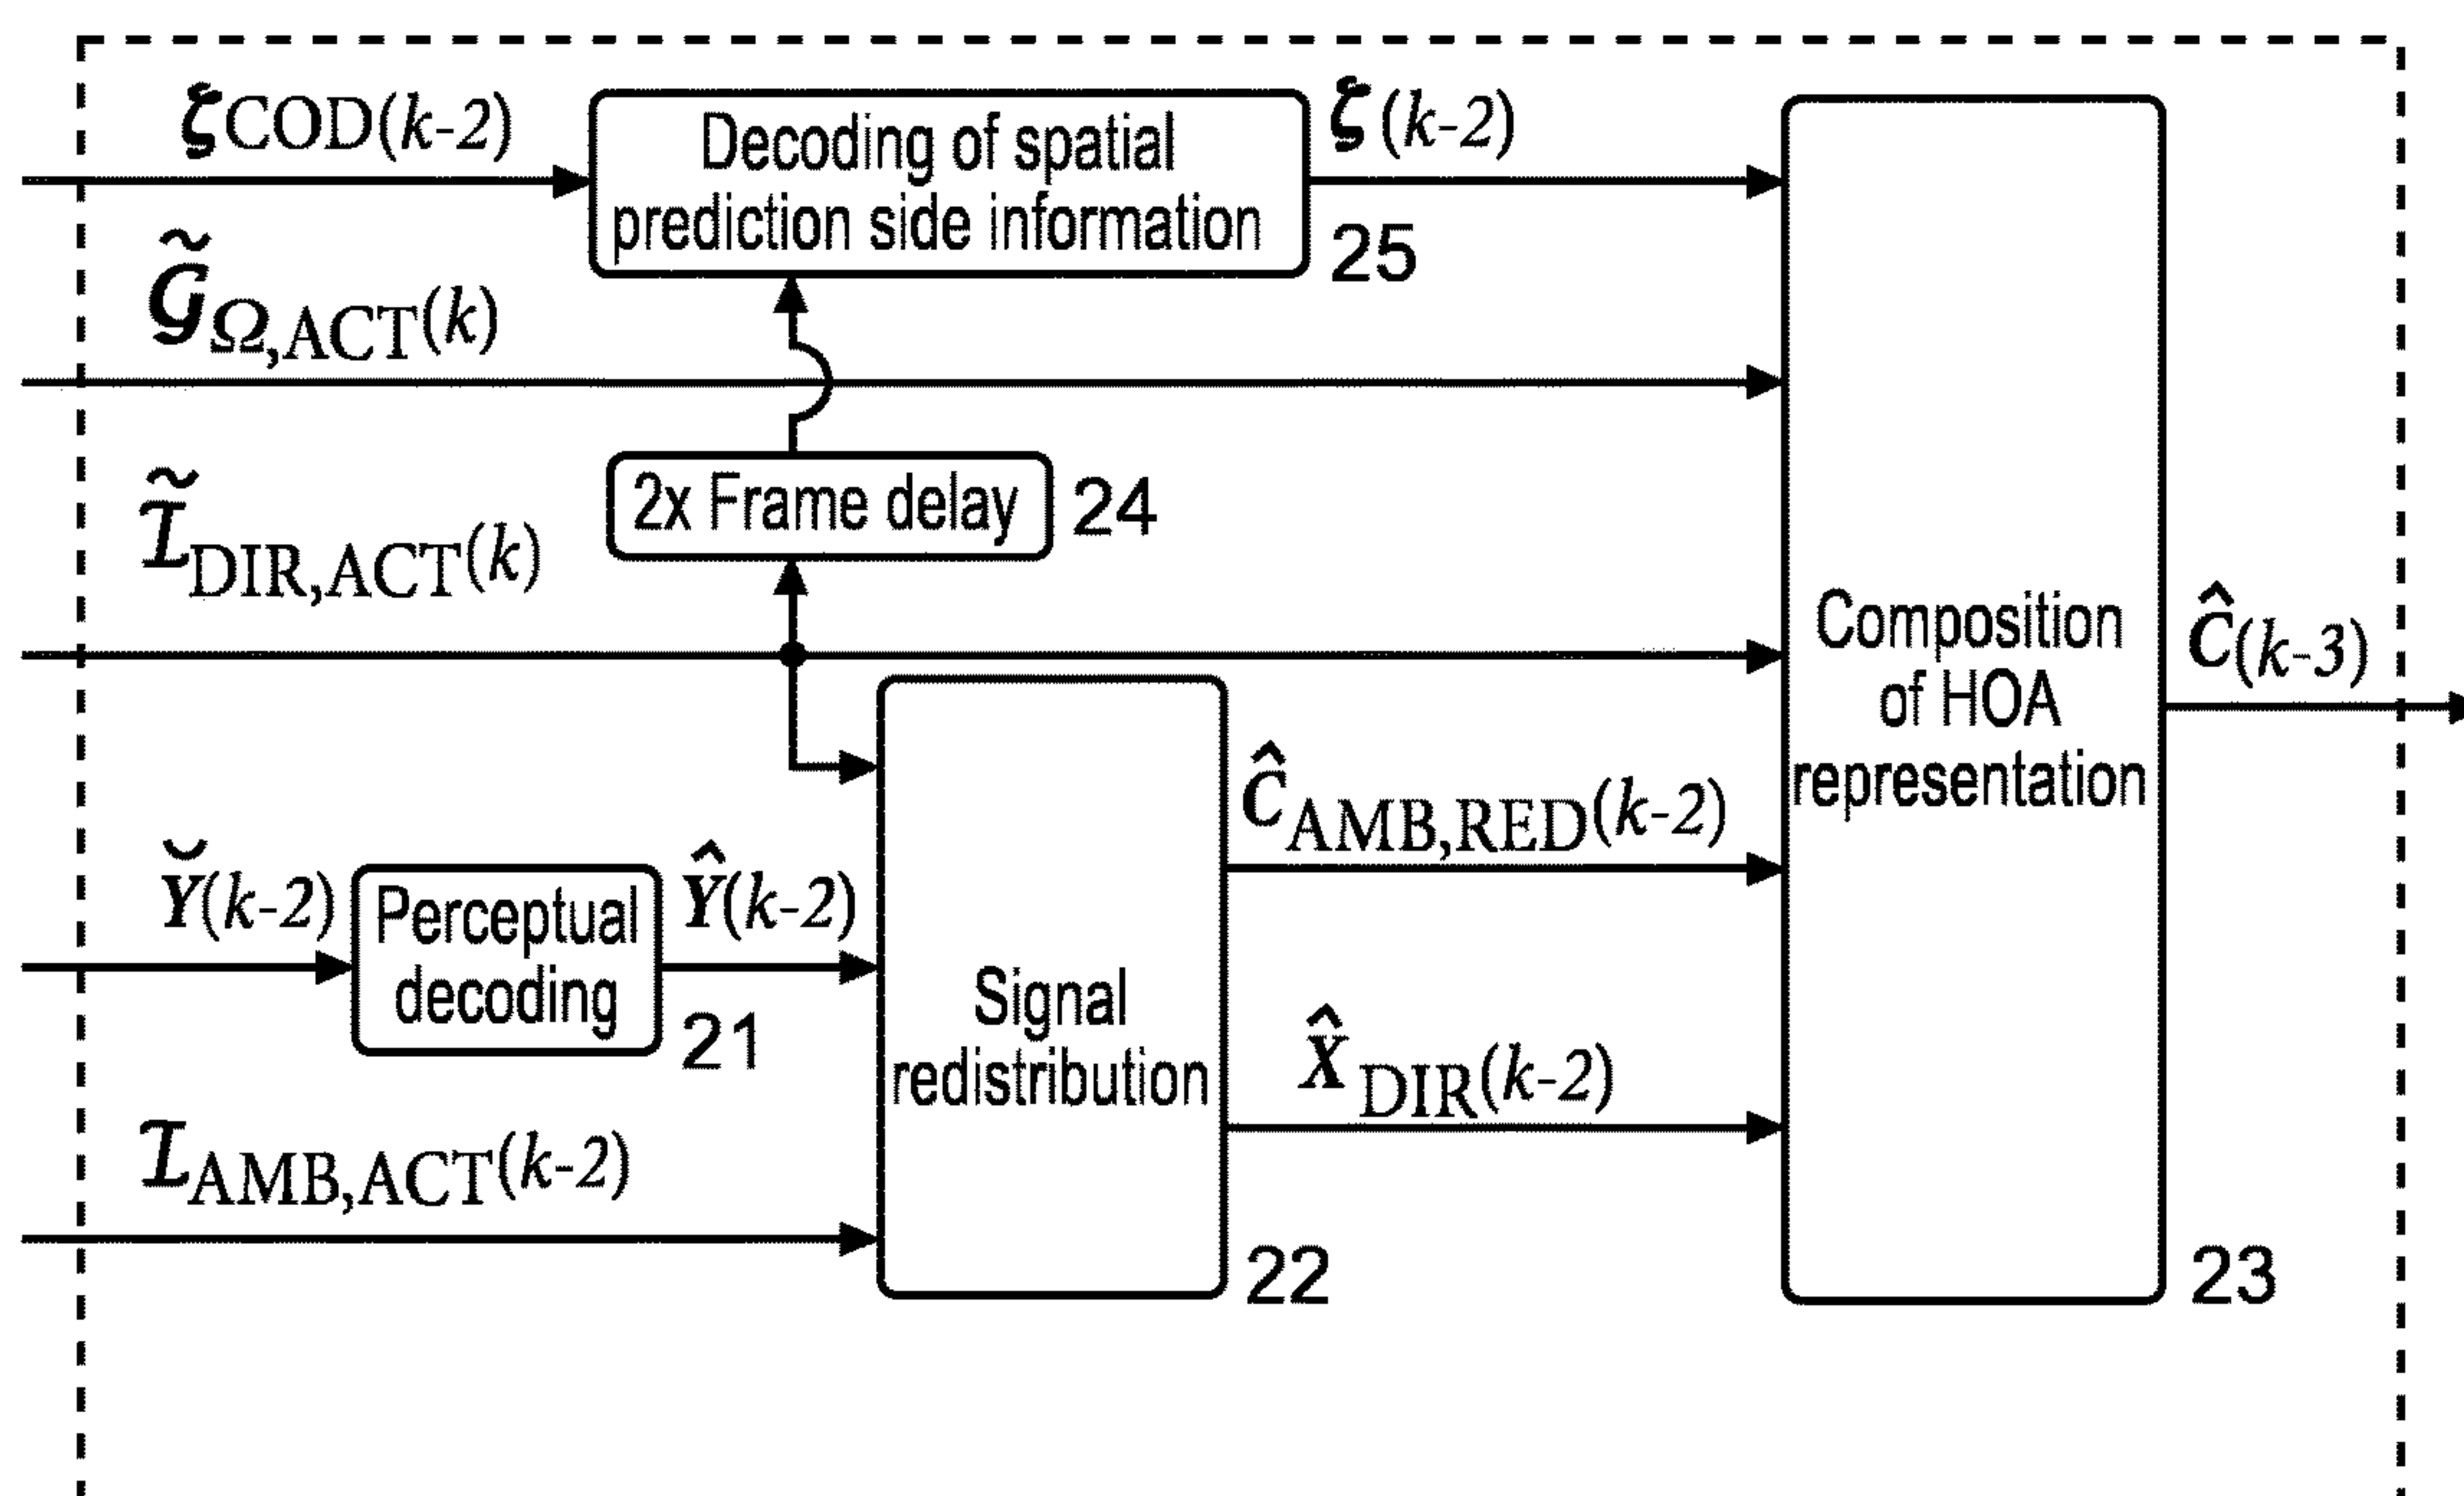 ζCOD(k-2)
Decoding of spatial
prediction side information
25
ζ(k-2)
G̃Ω,ACT(k)
2x Frame delay
24
ĨDIR,ACT(k)
Composition
of HOA
representation
23
Ĉ(k-3)
Y̆(k-2)
Perceptual
decoding
21
Ŷ(k-2)
Signal
redistribution
22
ĈAMB,RED(k-2)
X̂DIR(k-2)
IAMB,ACT(k-2)